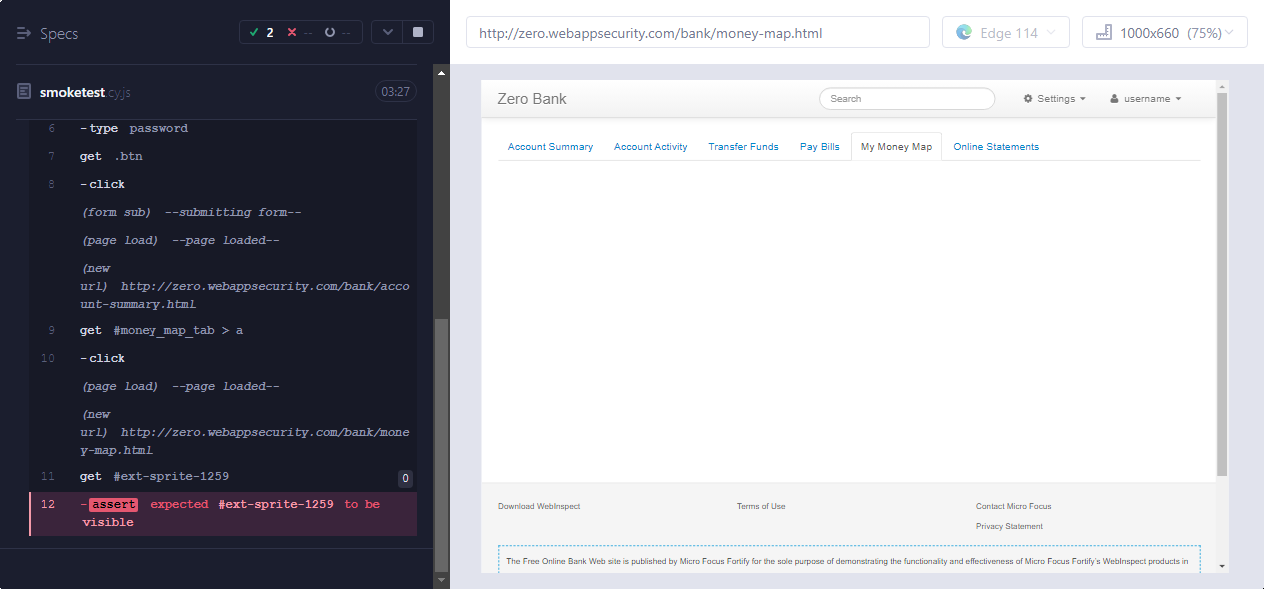 Specs
2 -- --
smoketest.cy.js
03:27
6 -type password
7 get .btn
8 -click
(form sub) --submitting form--
(page load) --page loaded--
(new
url) http://zero.webappsecurity.com/bank/acco
unt-summary.html
9 get #money_map_tab > a
10 -click
(page load) --page loaded--
(new
url) http://zero.webappsecurity.com/bank/mone
y-map.html
11 get #ext-sprite-1259 0
12 -assert expected #ext-sprite-1259 to be
visible
http://zero.webappsecurity.com/bank/money-map.html
Edge 114
1000x660 (75%)
Zero Bank
Search
Settings
username
Account Summary Account Activity Transfer Funds Pay Bills My Money Map Online Statements
Download WebInspect Terms of Use Contact Micro Focus
Privacy Statement
The Free Online Bank Web site is published by Micro Focus Fortify for the sole purpose of demonstrating the functionality and effectiveness of Micro Focus Fortify's WebInspect products in